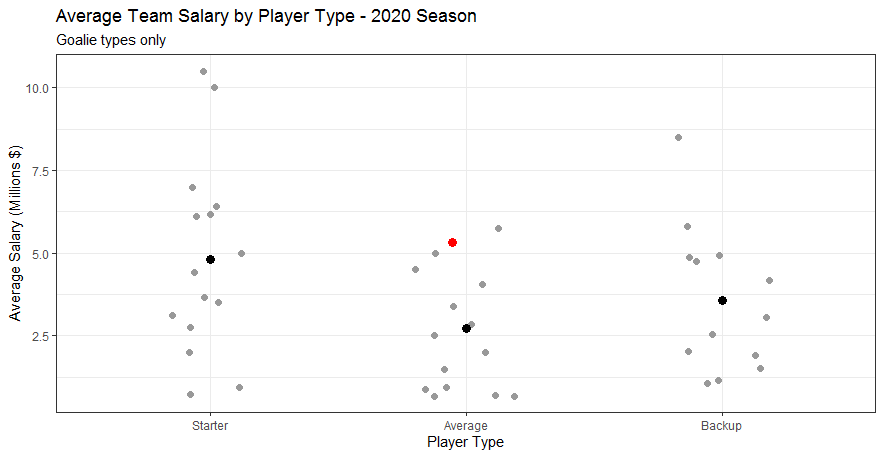 Average Team Salary by Player Type - 2020 Season
Goalie types only
Average Salary (Millions $)
10.0
7.5
5.0
2.5
Starter
Average
Backup
Player Type